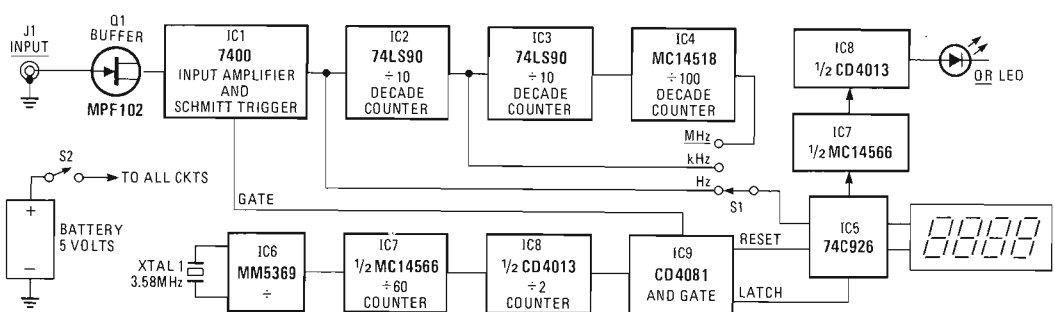 J1
INPUT
Q1
BUFFER
MPF102
IC1
7400
INPUT AMPLIFIER
AND
SCHMITT TRIGGER
IC2
74LS90
÷10
DECADE
COUNTER
IC3
74LS90
÷10
DECADE
COUNTER
IC4
MC14518
÷100
DECADE
COUNTER
IC8
1/2 CD4013
OR LED
IC7
1/2 MC14566
MHz
kHz
Hz
S1
S2
TO ALL CKTS
+
BATTERY
5 VOLTS
−
GATE
XTAL 1
3.58MHz
IC6
MM5369
÷
IC7
1/2 MC14566
÷60
COUNTER
IC8
1/2 CD4013
÷2
COUNTER
IC9
CD4081
AND GATE
RESET
LATCH
IC5
74C926
8888